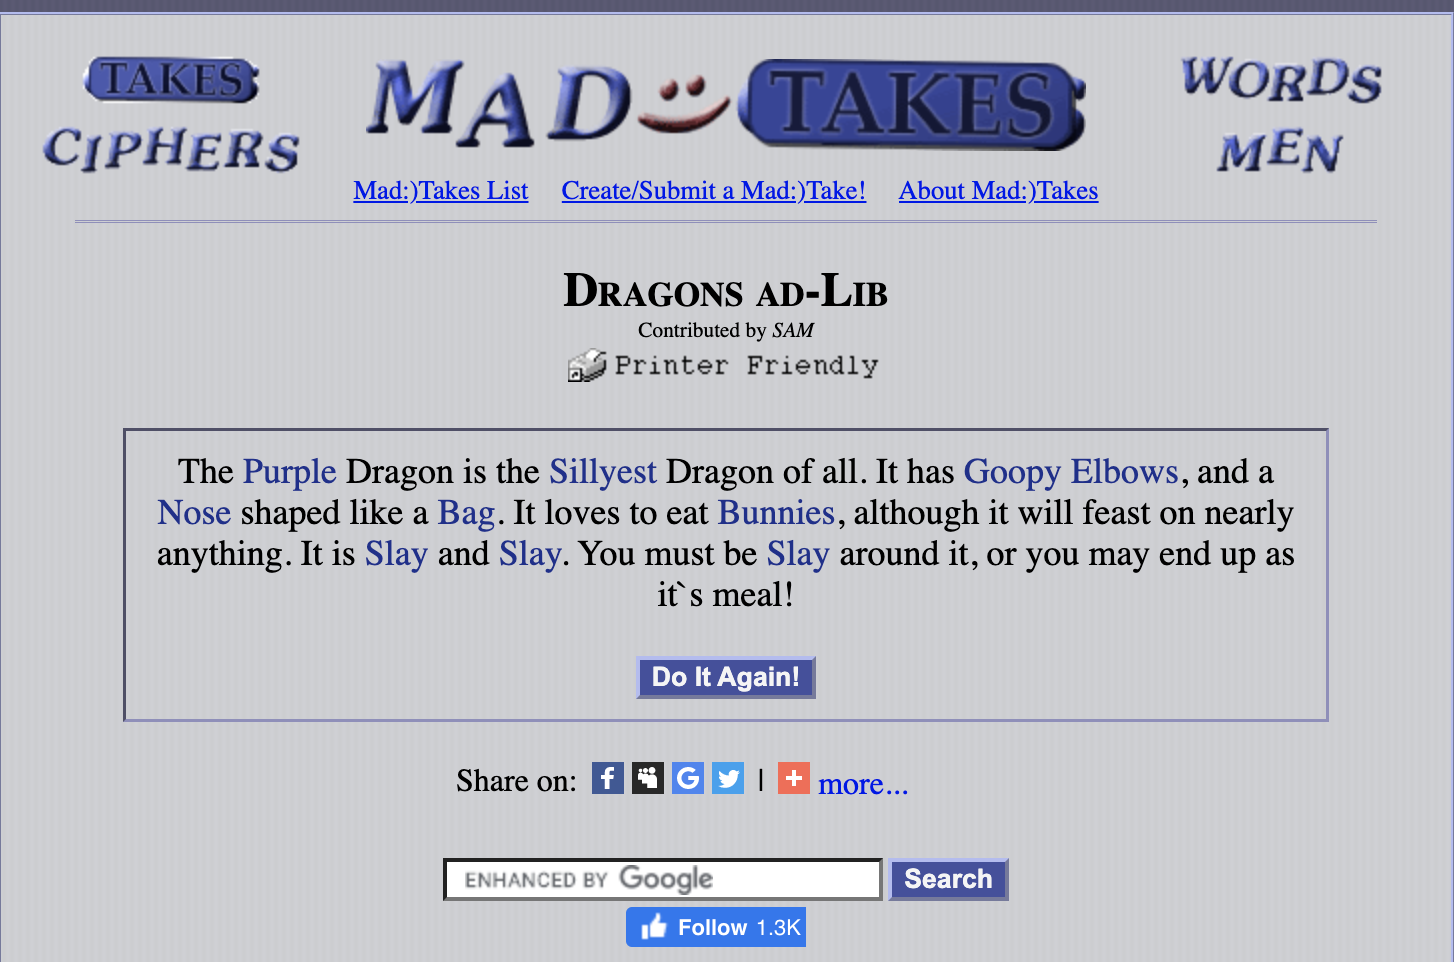 TAKES MAD:) TAKES WORDS
CIPHERS MEN
Mad:)Takes List Create/Submit a Mad:)Take! About Mad:)Takes
Dragons ad-Lib
Contributed by SAM
Printer Friendly
The Purple Dragon is the Sillyest Dragon of all. It has Goopy Elbows, and a
Nose shaped like a Bag. It loves to eat Bunnies, although it will feast on nearly
anything. It is Slay and Slay. You must be Slay around it, or you may end up as
it`s meal!
Do It Again!
Share on: f G | + more...
ENHANCED BY Google Search
Follow 1.3K